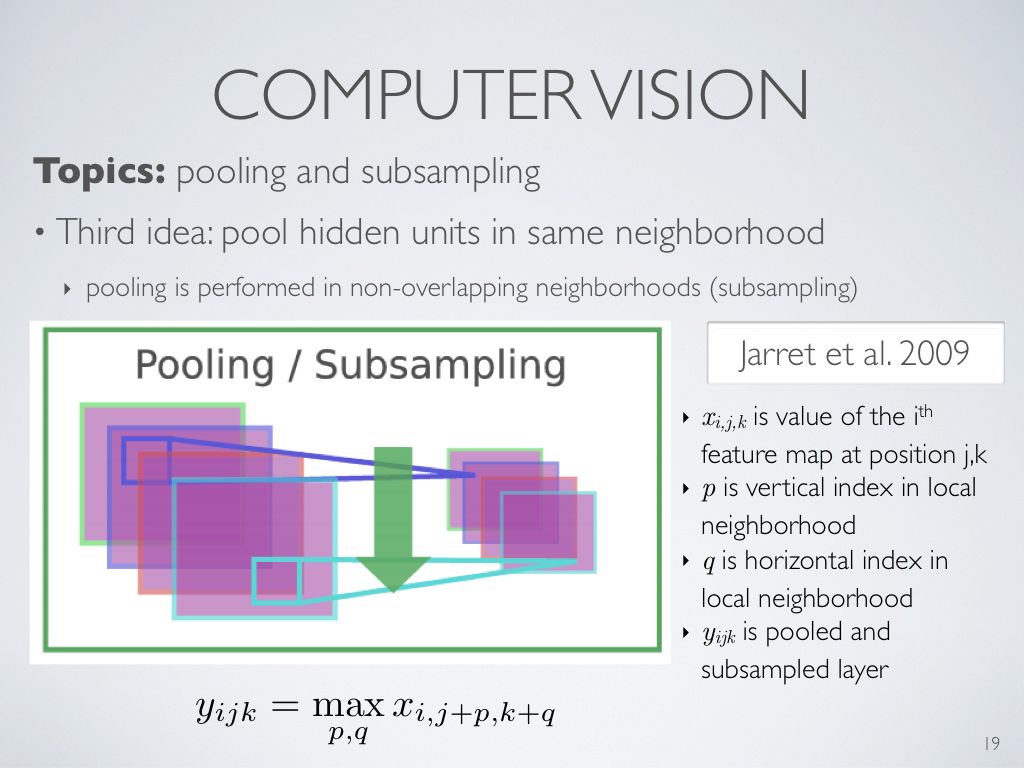 COMPUTER VISION
Topics: pooling and subsampling
• Third idea: pool hidden units in same neighborhood
‣ pooling is performed in non-overlapping neighborhoods (subsampling)
Pooling / Subsampling
Jarret et al. 2009
‣ x_{i,j,k} is value of the i^{th}
feature map at position j,k
‣ p is vertical index in local
neighborhood
‣ q is horizontal index in
local neighborhood
‣ y_{ijk} is pooled and
subsampled layer
y_{ijk} = max_{p,q} x_{i,j+p,k+q}
19